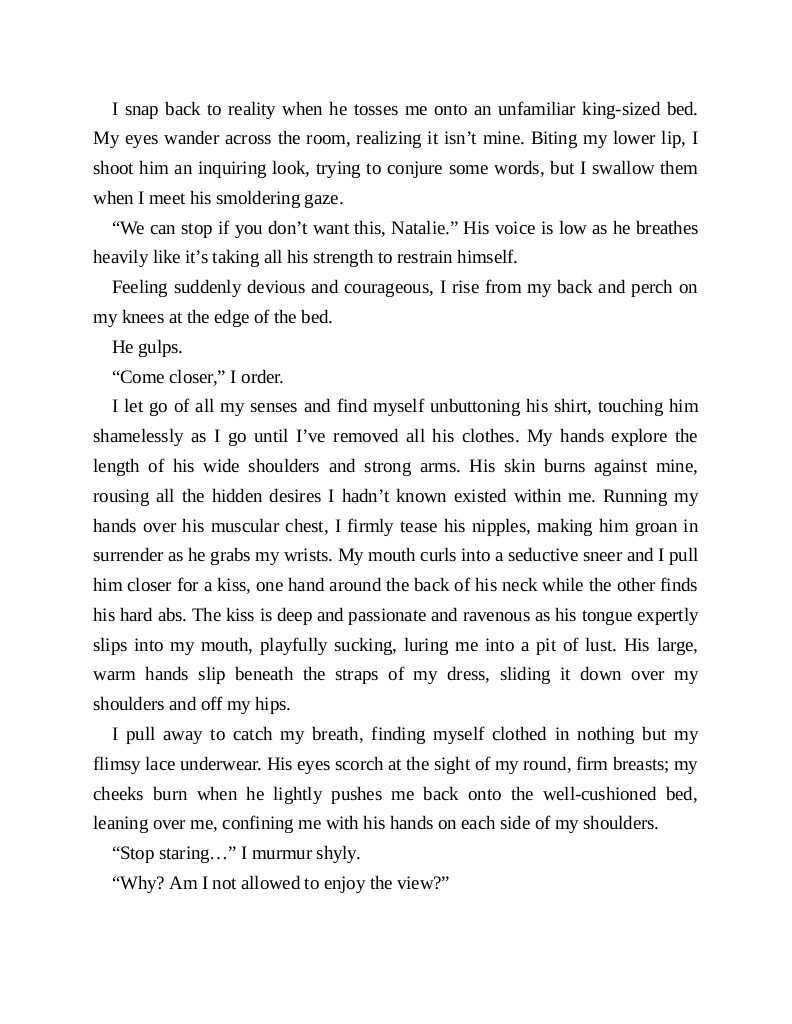 I snap back to reality when he tosses me onto an unfamiliar king-sized bed.
My eyes wander across the room, realizing it isn’t mine. Biting my lower lip, I
shoot him an inquiring look, trying to conjure some words, but I swallow them
when I meet his smoldering gaze.
“We can stop if you don’t want this, Natalie.” His voice is low as he breathes
heavily like it’s taking all his strength to restrain himself.
Feeling suddenly devious and courageous, I rise from my back and perch on
my knees at the edge of the bed.
He gulps.
“Come closer,” I order.
I let go of all my senses and find myself unbuttoning his shirt, touching him
shamelessly as I go until I’ve removed all his clothes. My hands explore the
length of his wide shoulders and strong arms. His skin burns against mine,
rousing all the hidden desires I hadn’t known existed within me. Running my
hands over his muscular chest, I firmly tease his nipples, making him groan in
surrender as he grabs my wrists. My mouth curls into a seductive sneer and I pull
him closer for a kiss, one hand around the back of his neck while the other finds
his hard abs. The kiss is deep and passionate and ravenous as his tongue expertly
slips into my mouth, playfully sucking, luring me into a pit of lust. His large,
warm hands slip beneath the straps of my dress, sliding it down over my
shoulders and off my hips.
I pull away to catch my breath, finding myself clothed in nothing but my
flimsy lace underwear. His eyes scorch at the sight of my round, firm breasts; my
cheeks burn when he lightly pushes me back onto the well-cushioned bed,
leaning over me, confining me with his hands on each side of my shoulders.
“Stop staring…” I murmur shyly.
“Why? Am I not allowed to enjoy the view?”